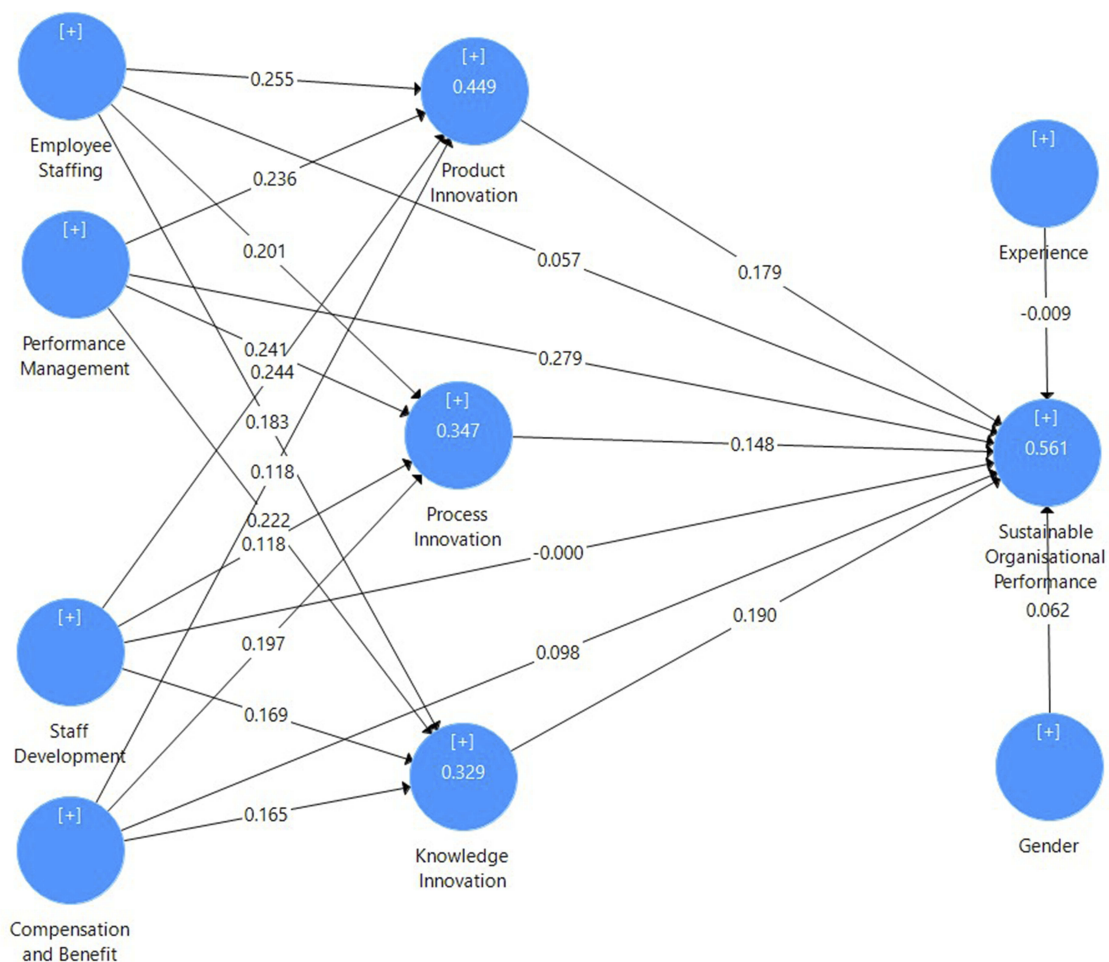 [+]
Employee
Staffing
[+]
Performance
Management
[+]
Staff
Development
[+]
Compensation
and Benefit
0.255
0.236
0.201
0.241
0.244
0.183
0.118
0.222
0.118
0.197
0.169
0.165
[+]
0.449
Product
Innovation
[+]
0.347
Process
Innovation
[+]
0.329
Knowledge
Innovation
0.057
0.179
0.279
0.148
-0.000
0.098
0.190
[+]
Experience
-0.009
[+]
0.561
Sustainable
Organisational
Performance
0.062
[+]
Gender